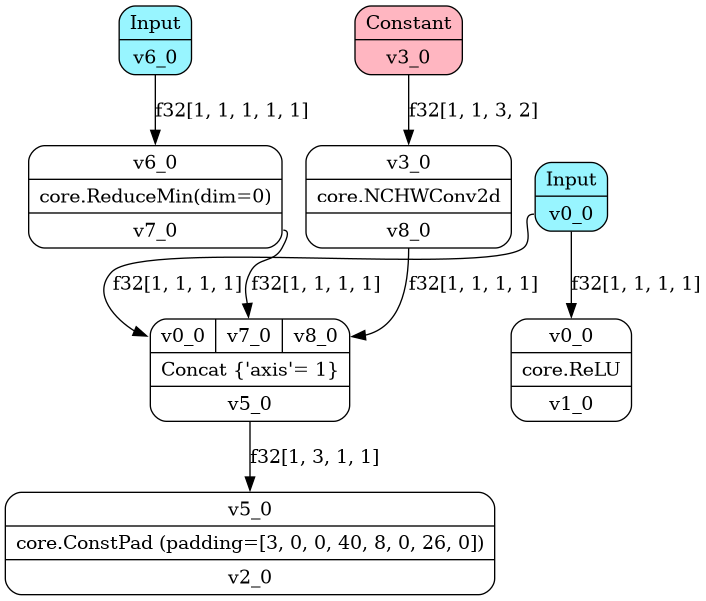 Input
v6_0
Constant
v3_0
f32[1, 1, 1, 1, 1]
f32[1, 1, 3, 2]
v6_0
core.ReduceMin(dim=0)
v7_0
v3_0
core.NCHWConv2d
v8_0
Input
v0_0
f32[1, 1, 1, 1]
f32[1, 1, 1, 1]
f32[1, 1, 1, 1]
f32[1, 1, 1, 1]
v0_0 v7_0 v8_0
Concat {'axis'= 1}
v5_0
v0_0
core.ReLU
v1_0
f32[1, 3, 1, 1]
v5_0
core.ConstPad (padding=[3, 0, 0, 40, 8, 0, 26, 0])
v2_0